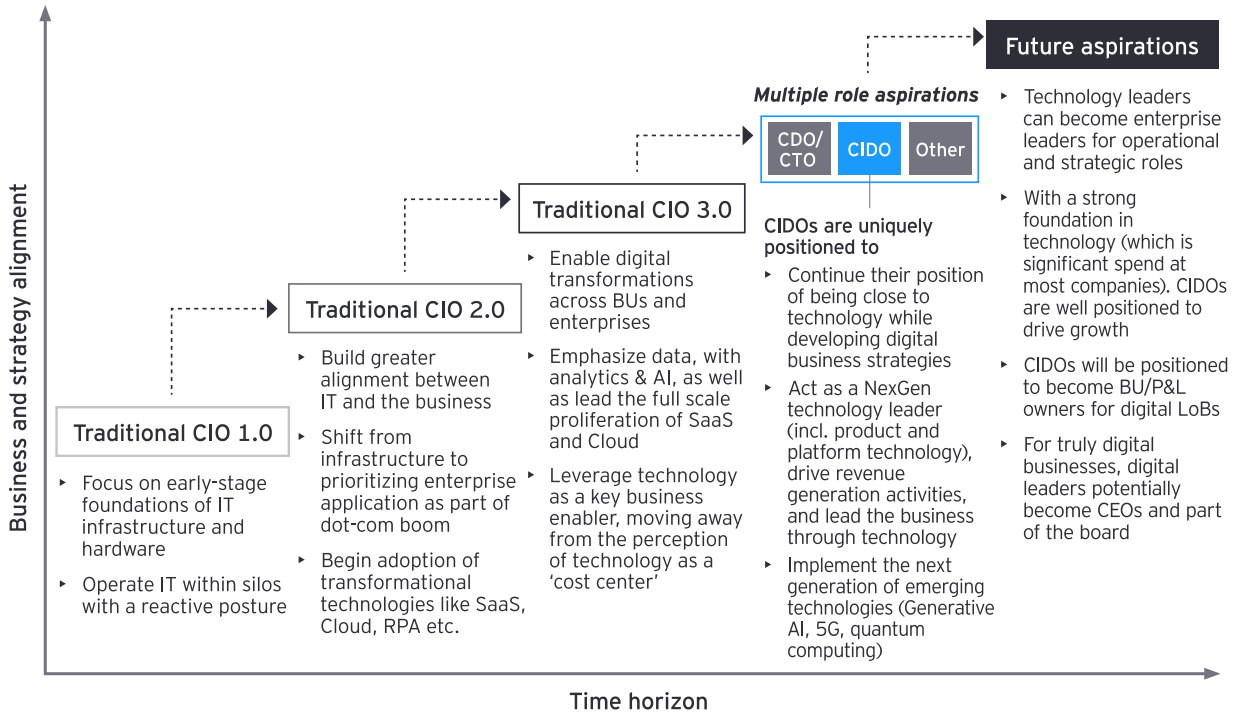 Business and strategy alignment
Traditional CIO 1.0
‣ Focus on early-stage
foundations of IT
infrastructure and
hardware
‣ Operate IT within silos
with a reactive posture
Traditional CIO 2.0
‣ Build greater
alignment between
IT and the business
‣ Shift from
infrastructure to
prioritizing enterprise
application as part of
dot-com boom
‣ Begin adoption of
transformational
technologies like SaaS,
Cloud, RPA etc.
Traditional CIO 3.0
‣ Enable digital
transformations
across BUs and
enterprises
‣ Emphasize data, with
analytics & AI, as well
as lead the full scale
proliferation of SaaS
and Cloud
‣ Leverage technology
as a key business
enabler, moving away
from the perception
of technology as a
‘cost center’
Multiple role aspirations
CDO/
CTO
CIDO
Other
CIDOs are uniquely
positioned to
‣ Continue their position
of being close to
technology while
developing digital
business strategies
‣ Act as a NexGen
technology leader
(incl. product and
platform technology),
drive revenue
generation activities,
and lead the business
through technology
‣ Implement the next
generation of emerging
technologies (Generative
AI, 5G, quantum
computing)
Future aspirations
‣ Technology leaders
can become enterprise
leaders for operational
and strategic roles
‣ With a strong
foundation in
technology (which is
significant spend at
most companies). CIDOs
are well positioned to
drive growth
‣ CIDOs will be positioned
to become BU/P&L
owners for digital LoBs
‣ For truly digital
businesses, digital
leaders potentially
become CEOs and part
of the board
Time horizon